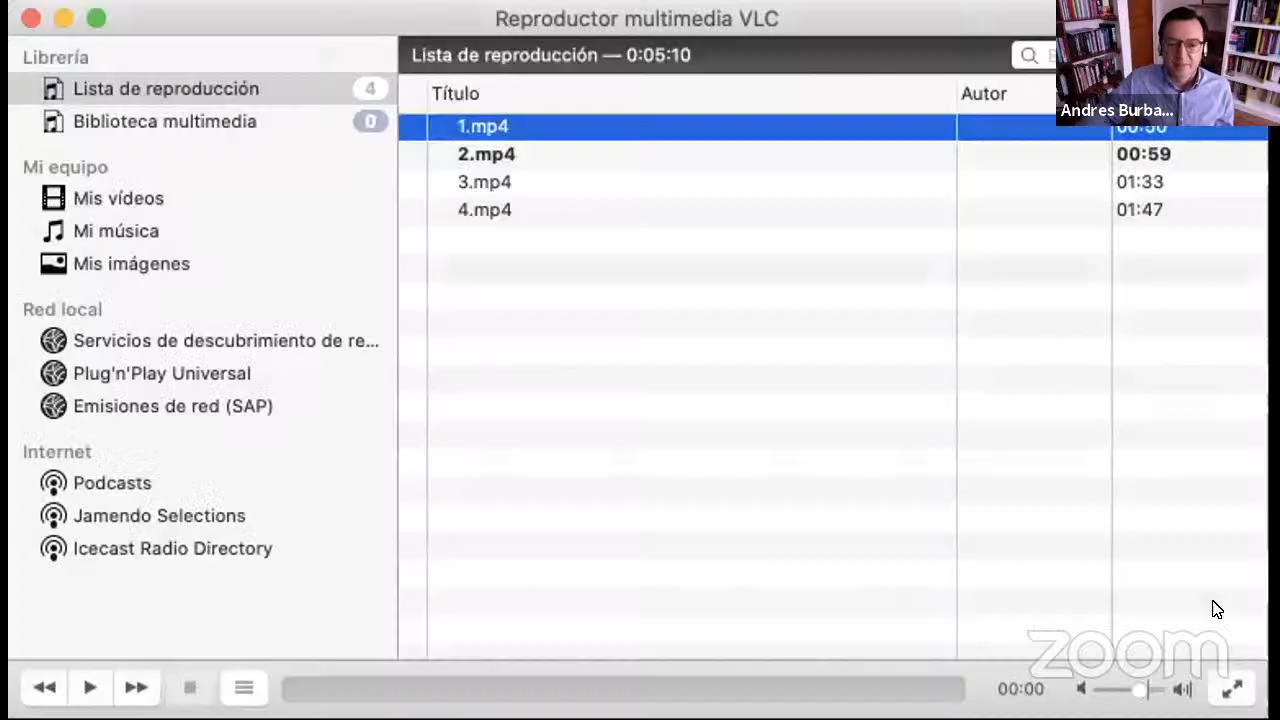 Reproductor multimedia VLC
Librería
Lista de reproducción 4
Biblioteca multimedia 0
Mi equipo
Mis vídeos
Mi música
Mis imágenes
Red local
Servicios de descubrimiento de re...
Plug'n'Play Universal
Emisiones de red (SAP)
Internet
Podcasts
Jamendo Selections
Icecast Radio Directory
Lista de reproducción — 0:05:10
Título Autor
1.mp4
2.mp4 00:59
3.mp4 01:33
4.mp4 01:47
Andres Burba...
zoom
00:00